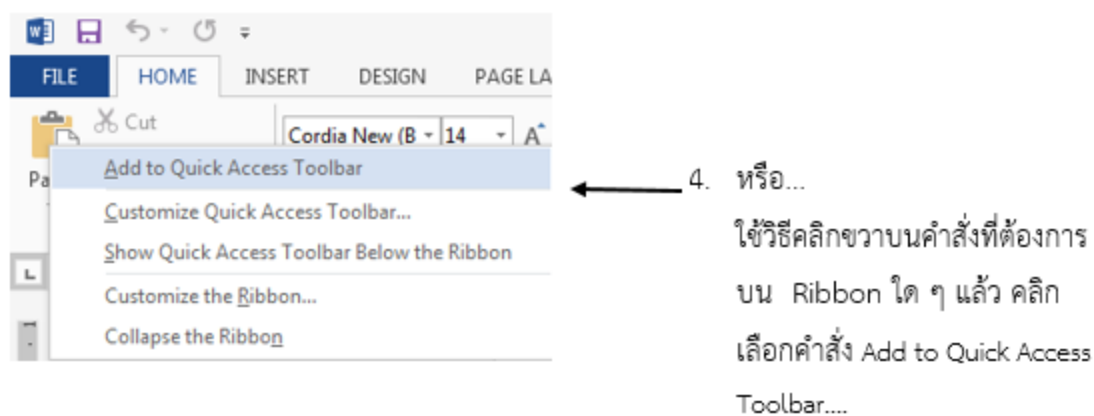 FILE HOME INSERT DESIGN PAGE LA
Cut
Cordia New (B 14 A
Pa
Add to Quick Access Toolbar
Customize Quick Access Toolbar...
Show Quick Access Toolbar Below the Ribbon
Customize the Ribbon...
Collapse the Ribbon
4. หรือ...
ใช้วิธีคลิกขวาบนคำสั่งที่ต้องการ
บน Ribbon ใด ๆ แล้ว คลิก
เลือกคำสั่ง Add to Quick Access
Toolbar....